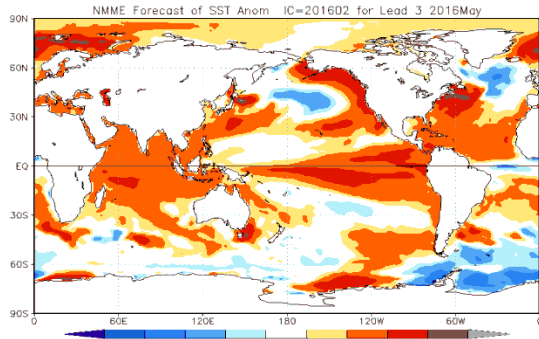 NMME Forecast of SST Anom IC=201602 for Lead 3 2016May
90N
60N
30N
EQ
30S
60S
90S
0 60E 120E 180 120W 60W 0